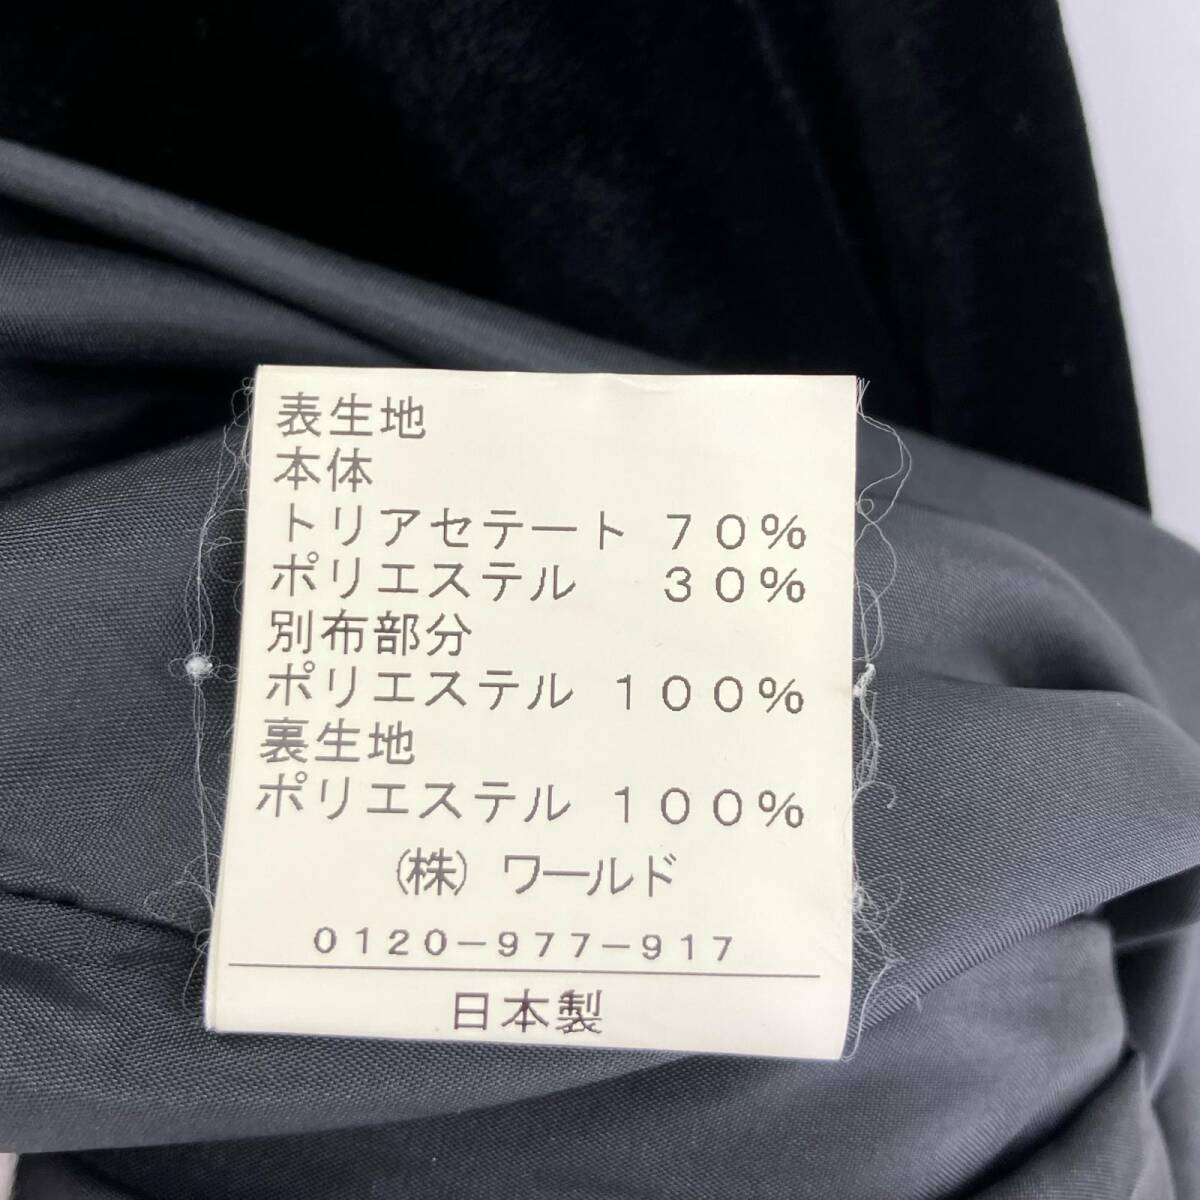 表生地
本体
トリアセテート 70%
ポリエステル 30%
別布部分
ポリエステル 100%
裏生地
ポリエステル 100%
(株) ワールド
0120-977-917
日本製